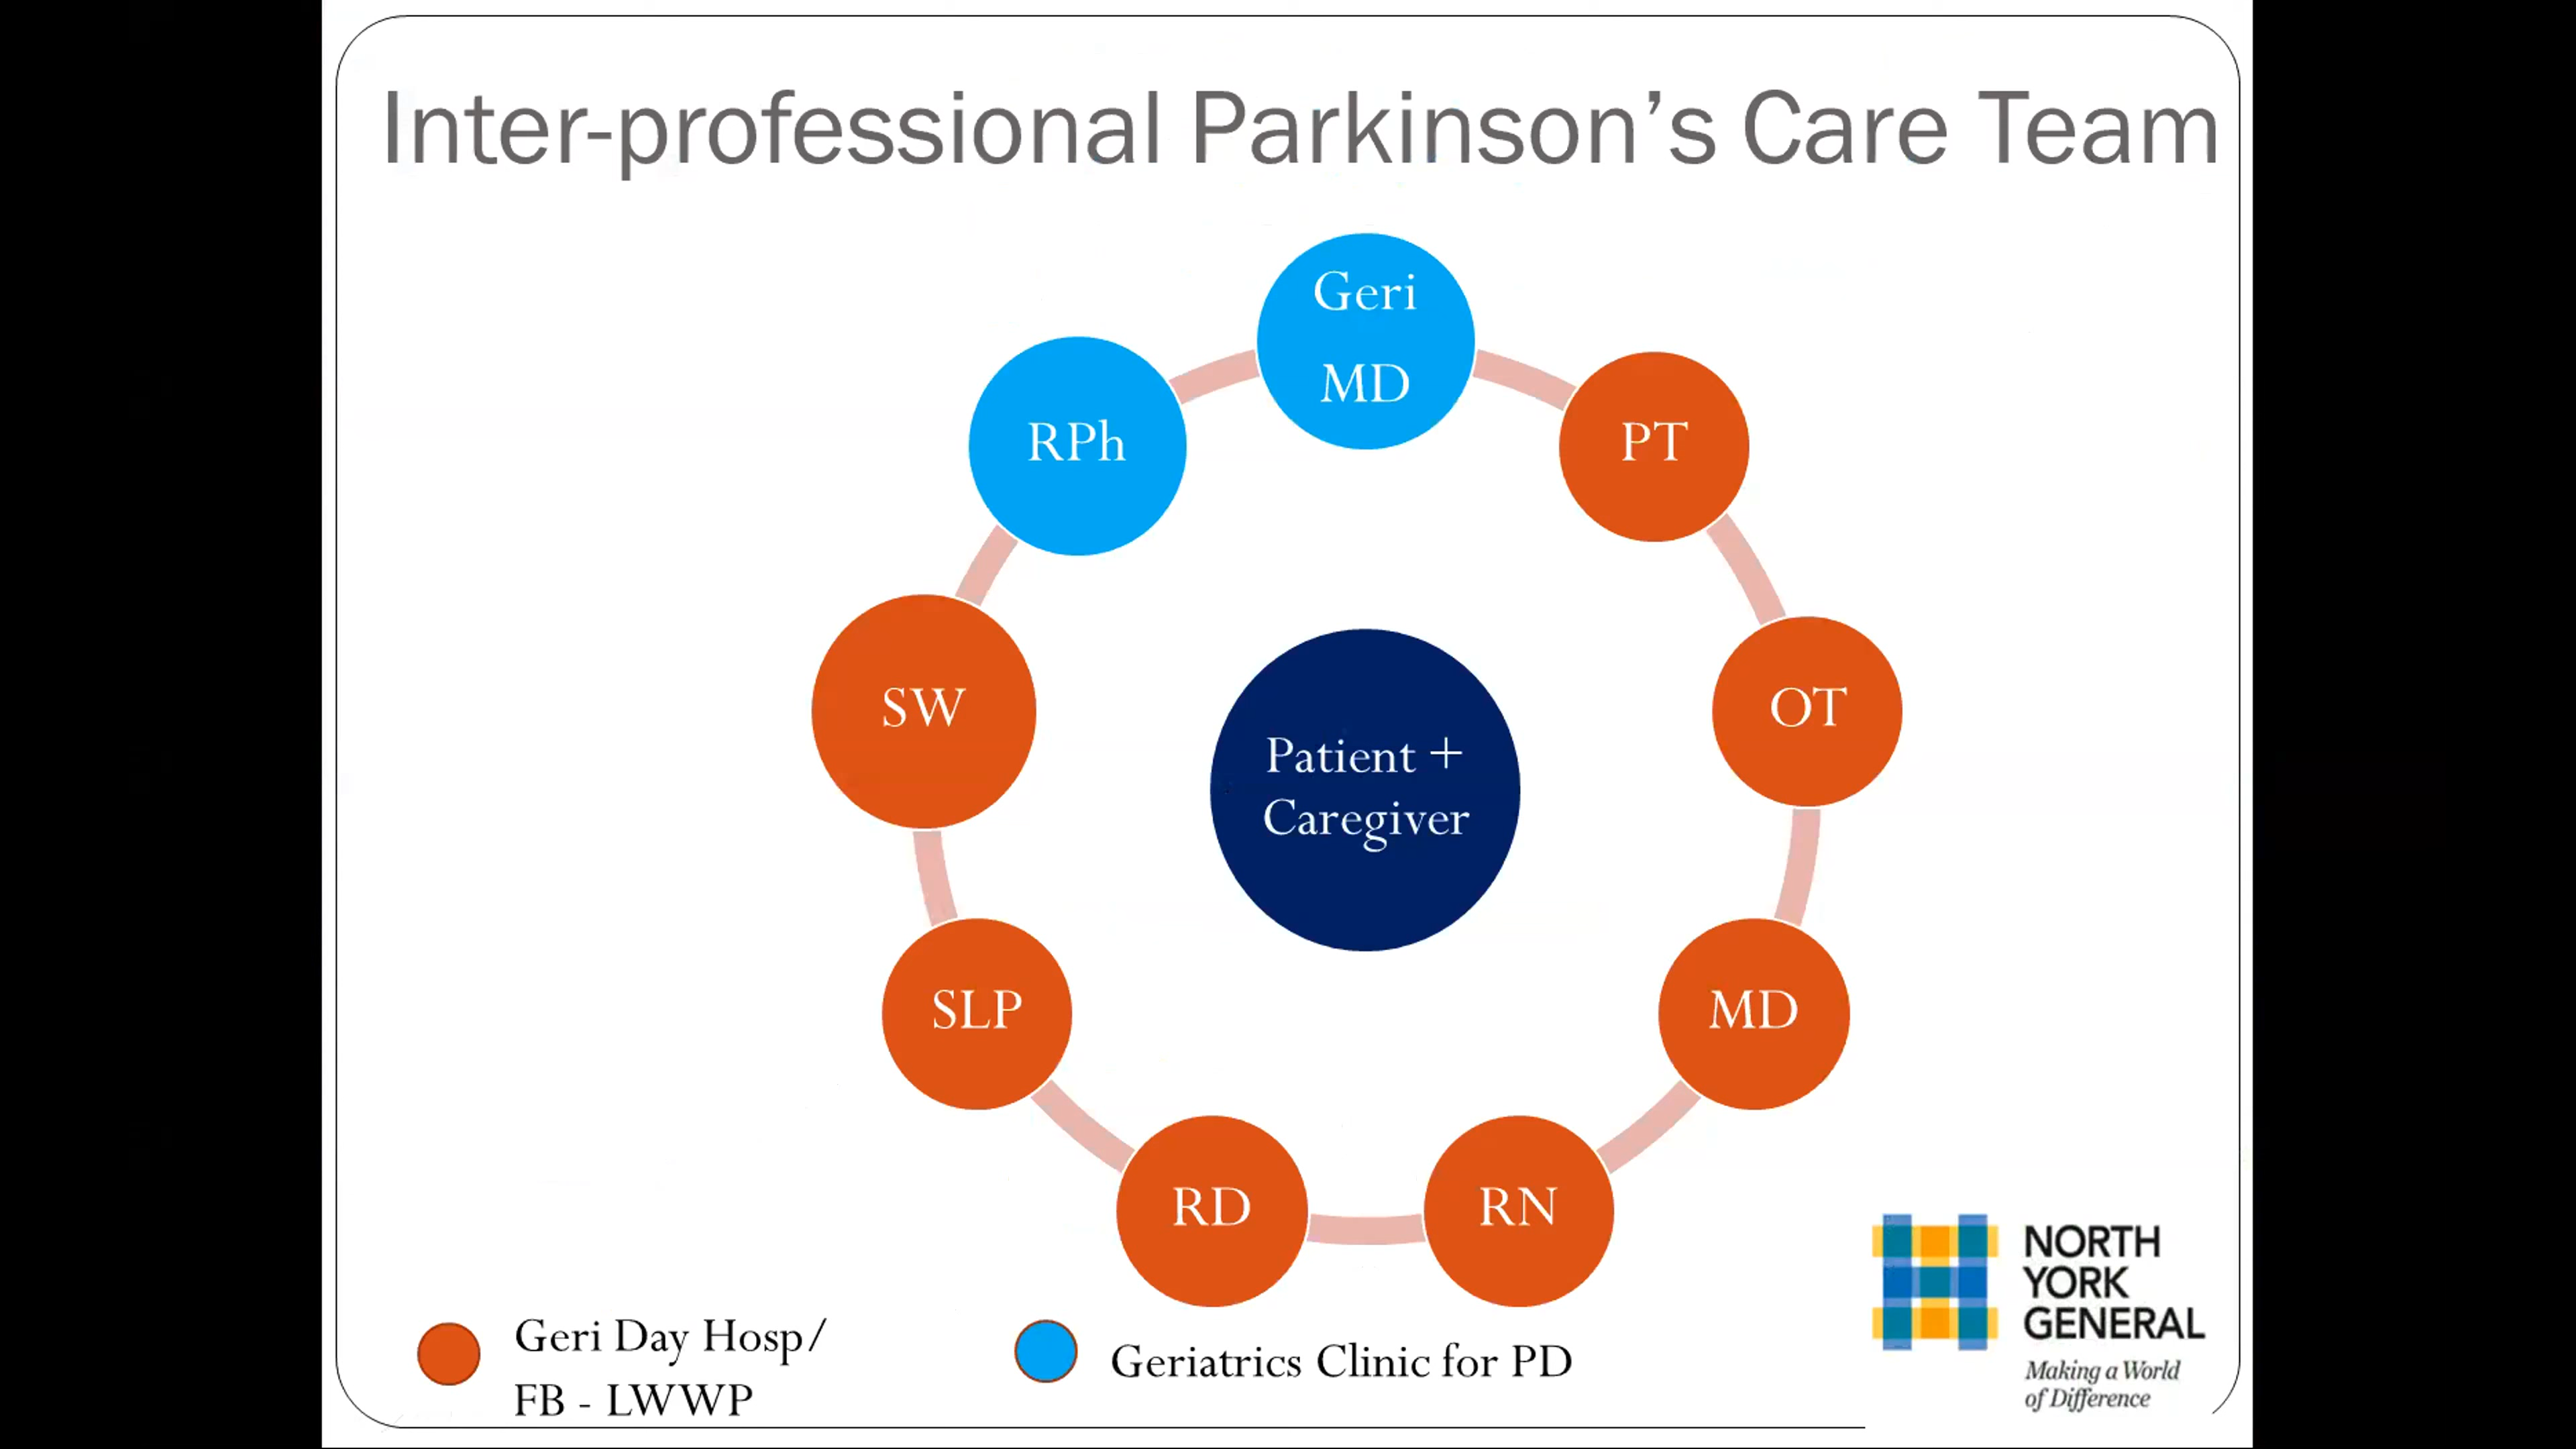 Inter-professional Parkinson’s Care Team
Geri
MD
PT
OT
MD
RN
RD
SLP
SW
RPh
Patient +
Caregiver
Geri Day Hosp/
FB - LWWP
Geriatrics Clinic for PD
NORTH
YORK
GENERAL
Making a World
of Difference